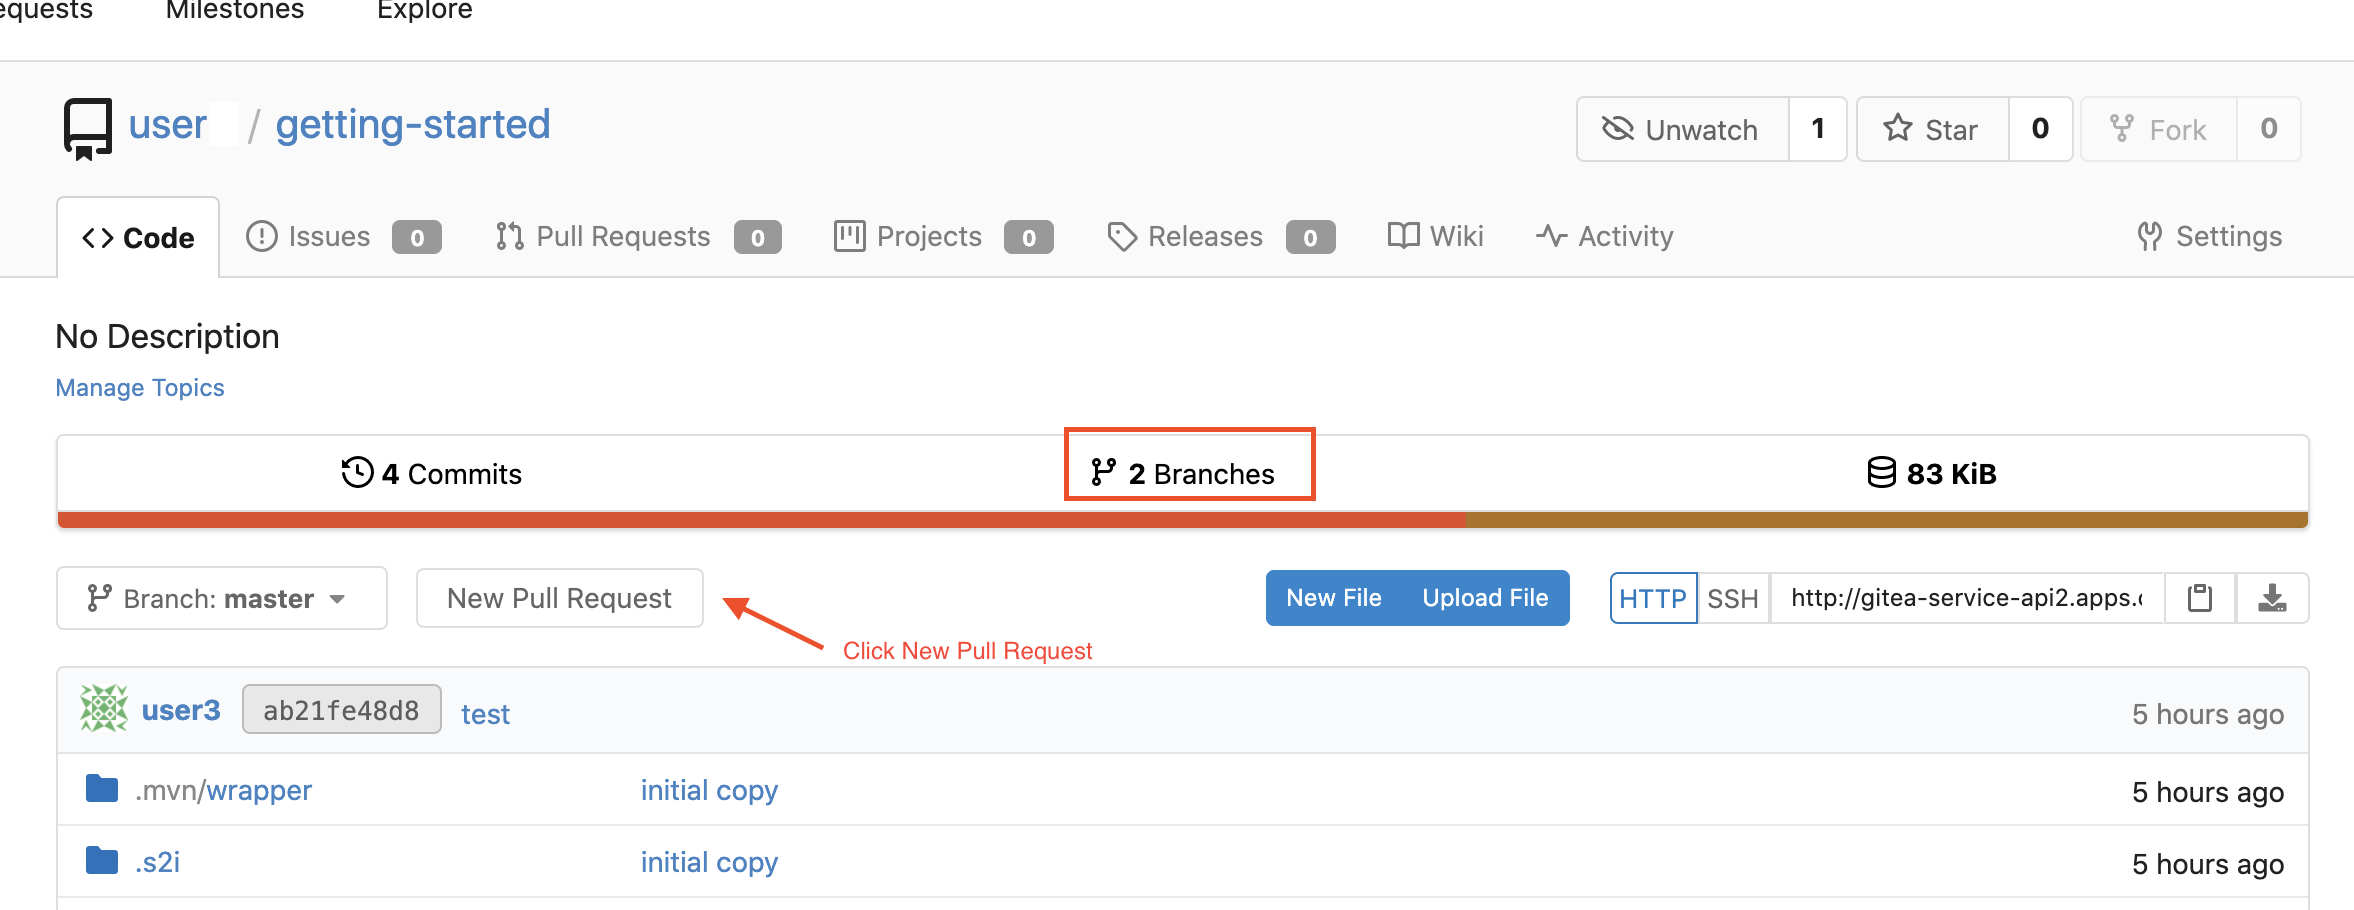 Milestones Explore
user / getting-started
Unwatch 1 Star 0 Fork 0
Code Issues 0 Pull Requests 0 Projects 0 Releases 0 Wiki Activity Settings
No Description
Manage Topics
4 Commits 2 Branches 83 KiB
Branch: master New Pull Request New File Upload File HTTP SSH http://gitea-service-api2.apps.
Click New Pull Request
user3 ab21fe48d8 test 5 hours ago
.mvn/wrapper initial copy 5 hours ago
.s2i initial copy 5 hours ago